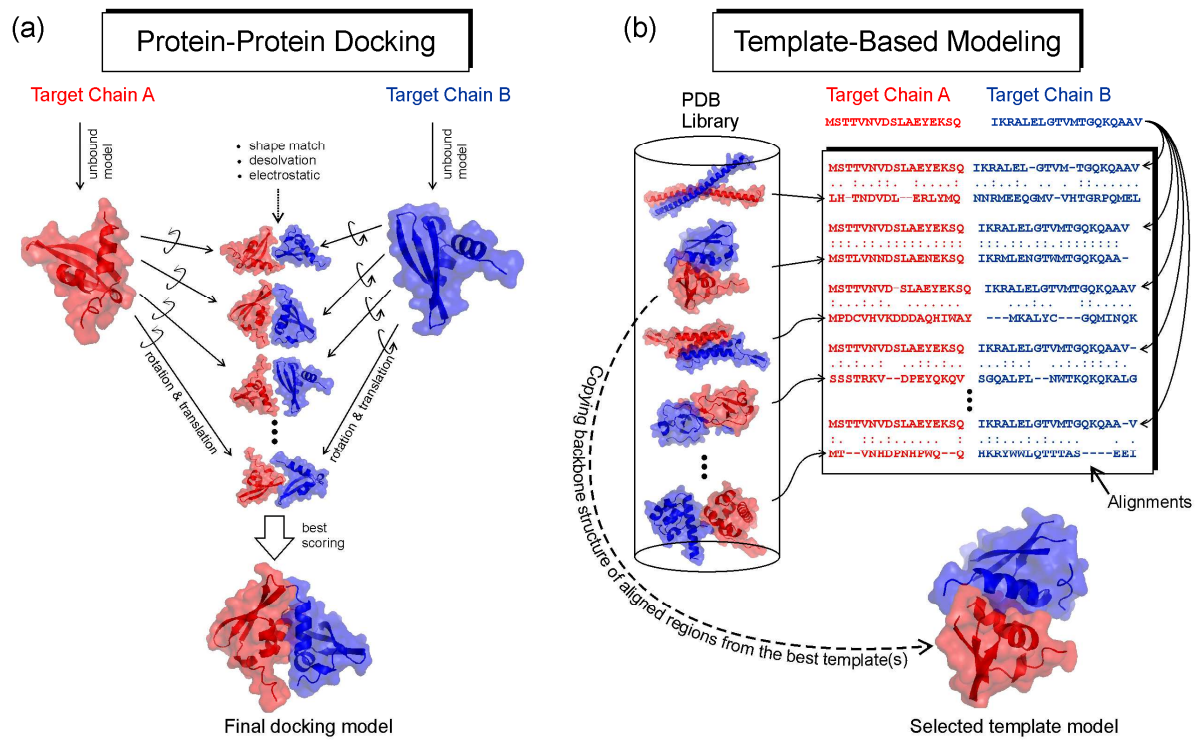 (a)
Protein-Protein Docking
Target Chain A
Target Chain B
unbound
model
• shape match
• desolvation
• electrostatic
unbound
model
rotation & translation
rotation & translation
best
scoring
Final docking model
(b)
Template-Based Modeling
PDB
Library
Target Chain A
Target Chain B
MSTTVNVDSLAEYEKSQ IKRALELGTVMTGQKQAAV
MSTTVNVDSLAEYEKSQ IKRALEL-GTVM-TGQKQAAV
LH-TNDVDL--ERLYMQ NNRMEEQGMV-VHTGRPQMEL
MSTTVNVDSLAEYEKSQ IKRALELGTVMTGQKQAAV
MSTLVNNDSLAENEKSQ IKRMLENGTWMTGQKQAA-
MSTTVNVD-SLAEYEKSQ IKRALELGTVMTGQKQAAV
MPDCVHVKDDDAQHIWAY ---MKALYC---GQMINQK
MSTTVNVDSLAEYEKSQ IKRALELGTVMTGQKQAAV-
SSSTRKV--DPEYQKQV SGQALPL--NWTKQKQKALG
MSTTVNVDSLAEYEKSQ IKRALELGTVMTGQKQAA-V
MT--VNHDPNHPWQ--Q HKRYWWLQTTTAS----EEI
Alignments
Copying backbone structure of aligned regions from the best template(s)
Selected template model